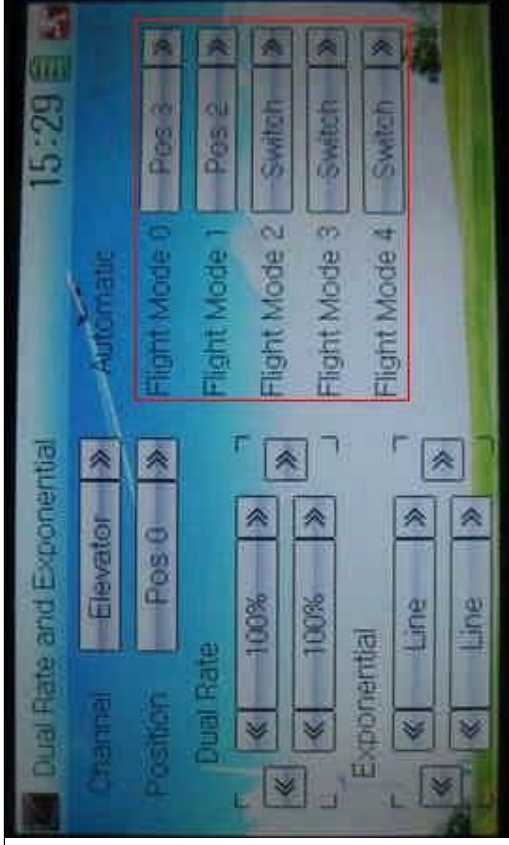 Dual Rate and Exponential 15:29
Channel Elevator
Position Pos 0
Dual Rate
100%
100%
Exponential
Line
Line
Automatic
Flight Mode 0 Pos 3
Flight Mode 1 Pos 2
Flight Mode 2 Switch
Flight Mode 3 Switch
Flight Mode 4 Switch